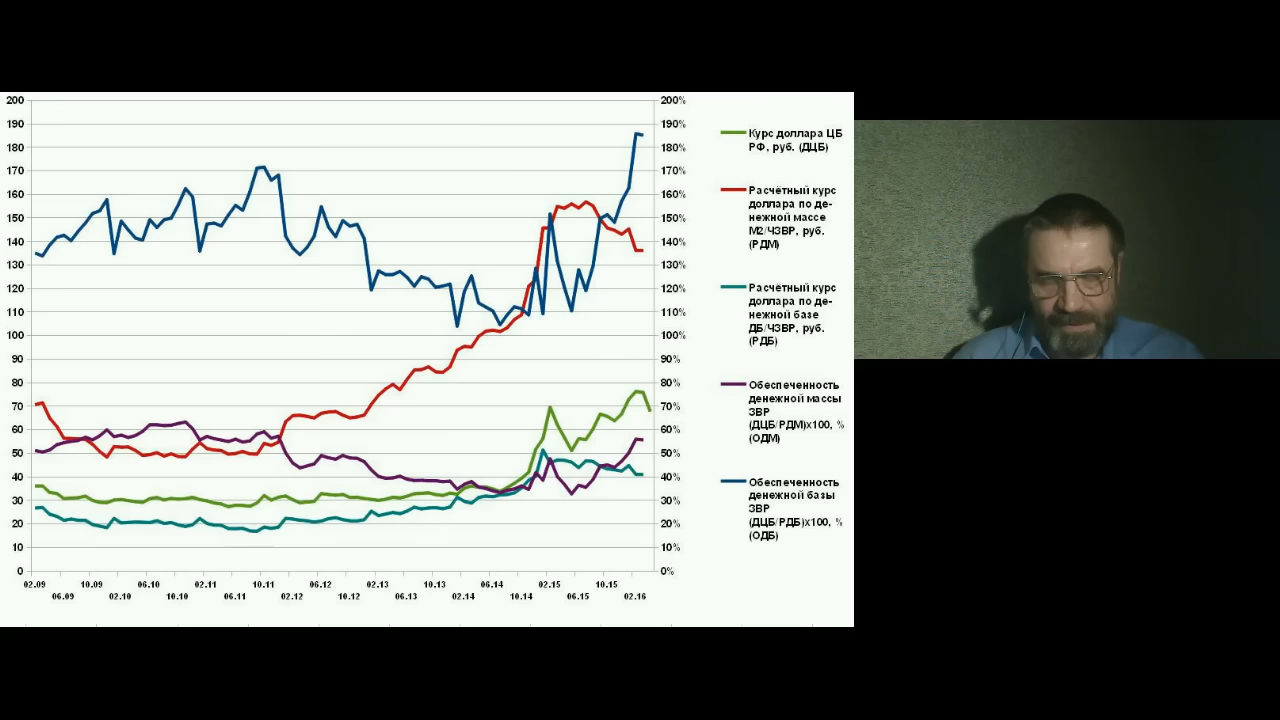 200
190
180
170
160
150
140
130
120
110
100
90
80
70
60
50
40
30
20
10
0
200%
190%
180%
170%
160%
150%
140%
130%
120%
110%
100%
90%
80%
70%
60%
50%
40%
30%
20%
10%
0%
02.09
06.09
10.09
02.10
06.10
10.10
02.11
06.11
10.11
02.12
06.12
10.12
02.13
06.13
10.13
02.14
06.14
10.14
02.15
06.15
10.15
02.16
Курс доллара ЦБ
РФ, руб. (ДЦБ)
Расчётный курс
доллара по де-
нежной массе
М2/ЧЗВР, руб.
(РДМ)
Расчётный курс
доллара по де-
нежной базе
ДБ/ЧЗВР, руб.
(РДБ)
Обеспеченность
денежной массы
ЗВР
(ДЦБ/РДМ)х100, %
(ОДМ)
Обеспеченность
денежной базы
ЗВР
(ДЦБ/РДБ)х100, %
(ОДБ)